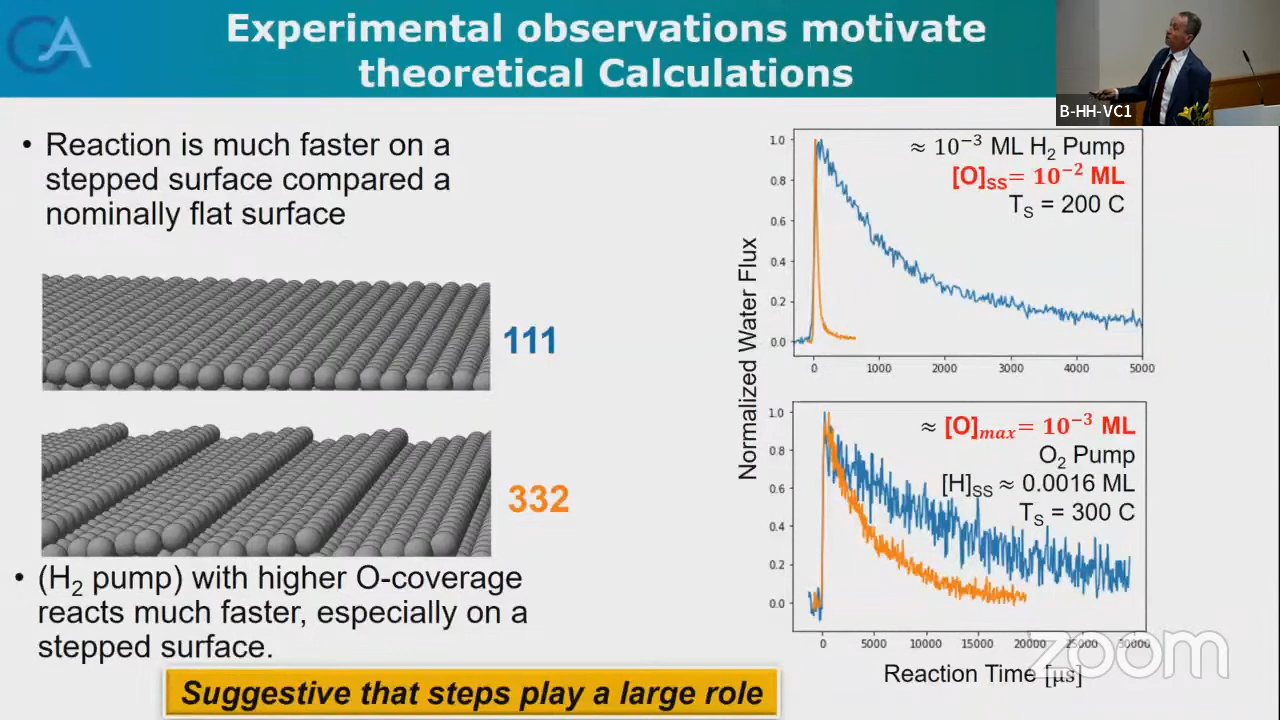 GA
Experimental observations motivate
theoretical Calculations
B-HH-VC1
• Reaction is much faster on a
stepped surface compared a
nominally flat surface
111
332
• (H₂ pump) with higher O-coverage
reacts much faster, especially on a
stepped surface.
Suggestive that steps play a large role
Normalized Water Flux
≈ 10⁻³ ML H₂ Pump
[O]SS= 10⁻² ML
TS = 200 C
1.0
0.8
0.6
0.4
0.2
0.0
0 1000 2000 3000 4000 5000
≈ [O]max= 10⁻³ ML
O₂ Pump
[H]SS ≈ 0.0016 ML
TS = 300 C
1.0
0.8
0.6
0.4
0.2
0.0
0 5000 10000 15000 20000 25000 30000
Reaction Time [µs]
zoom